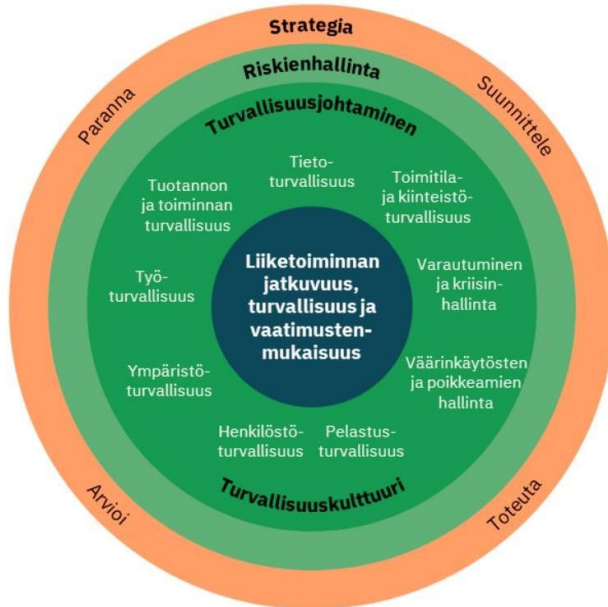 Strategia
Riskienhallinta
Turvallisuusjohtaminen
Paranna
Suunnittele
Tieto-
turvallisuus
Toimitila-
ja kiinteistö-
turvallisuus
Tuotannon
ja toiminnan
turvallisuus
Varautuminen
ja kriisin-
hallinta
Työ-
turvallisuus
Liiketoiminnan
jatkuvuus,
turvallisuus ja
vaatimusten-
mukaisuus
Väärinkäytösten
ja poikkeamien
hallinta
Ympäristö-
turvallisuus
Henkilöstö-
turvallisuus
Pelastus-
turvallisuus
Turvallisuuskulttuuri
Arvioi
Toteuta